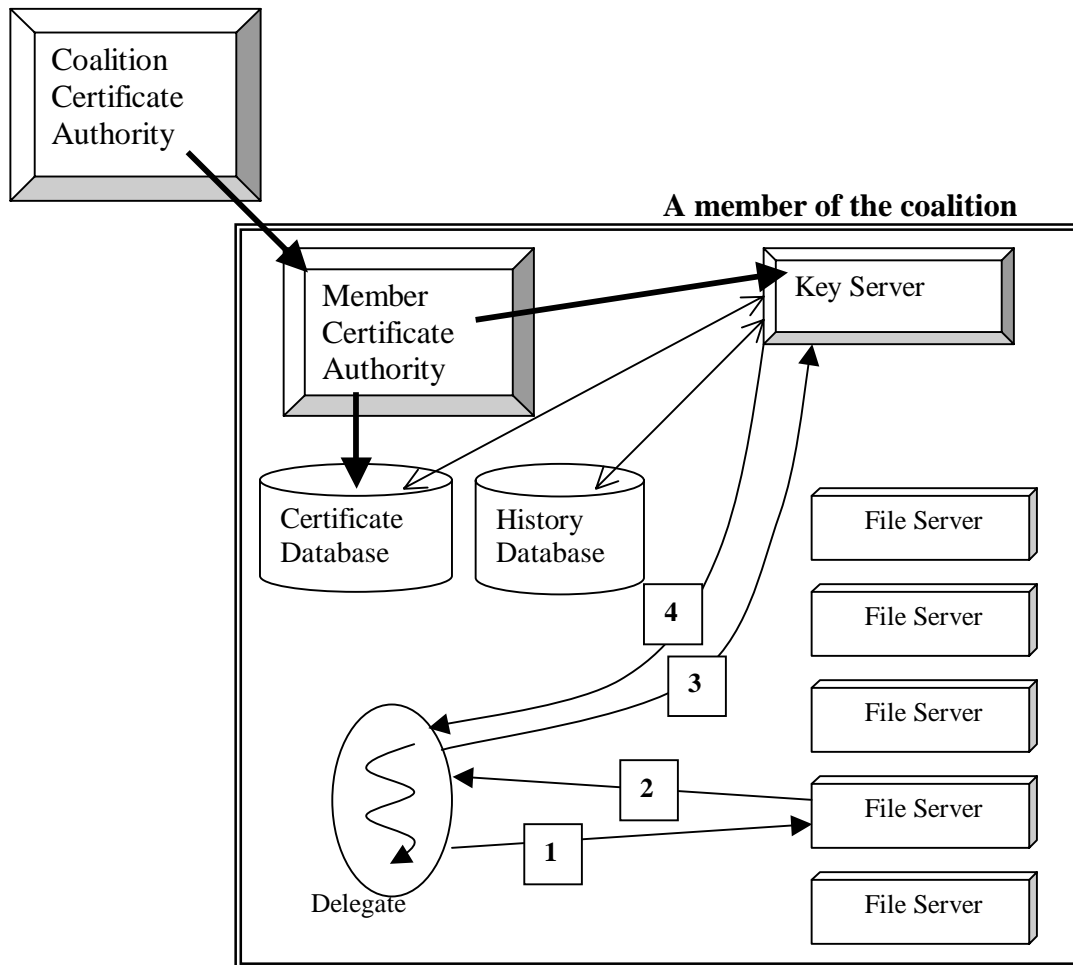 Coalition
Certificate
Authority
A member of the coalition
Member
Certificate
Authority
Key Server
Certificate
Database
History
Database
File Server
File Server
File Server
File Server
File Server
4
3
2
1
Delegate